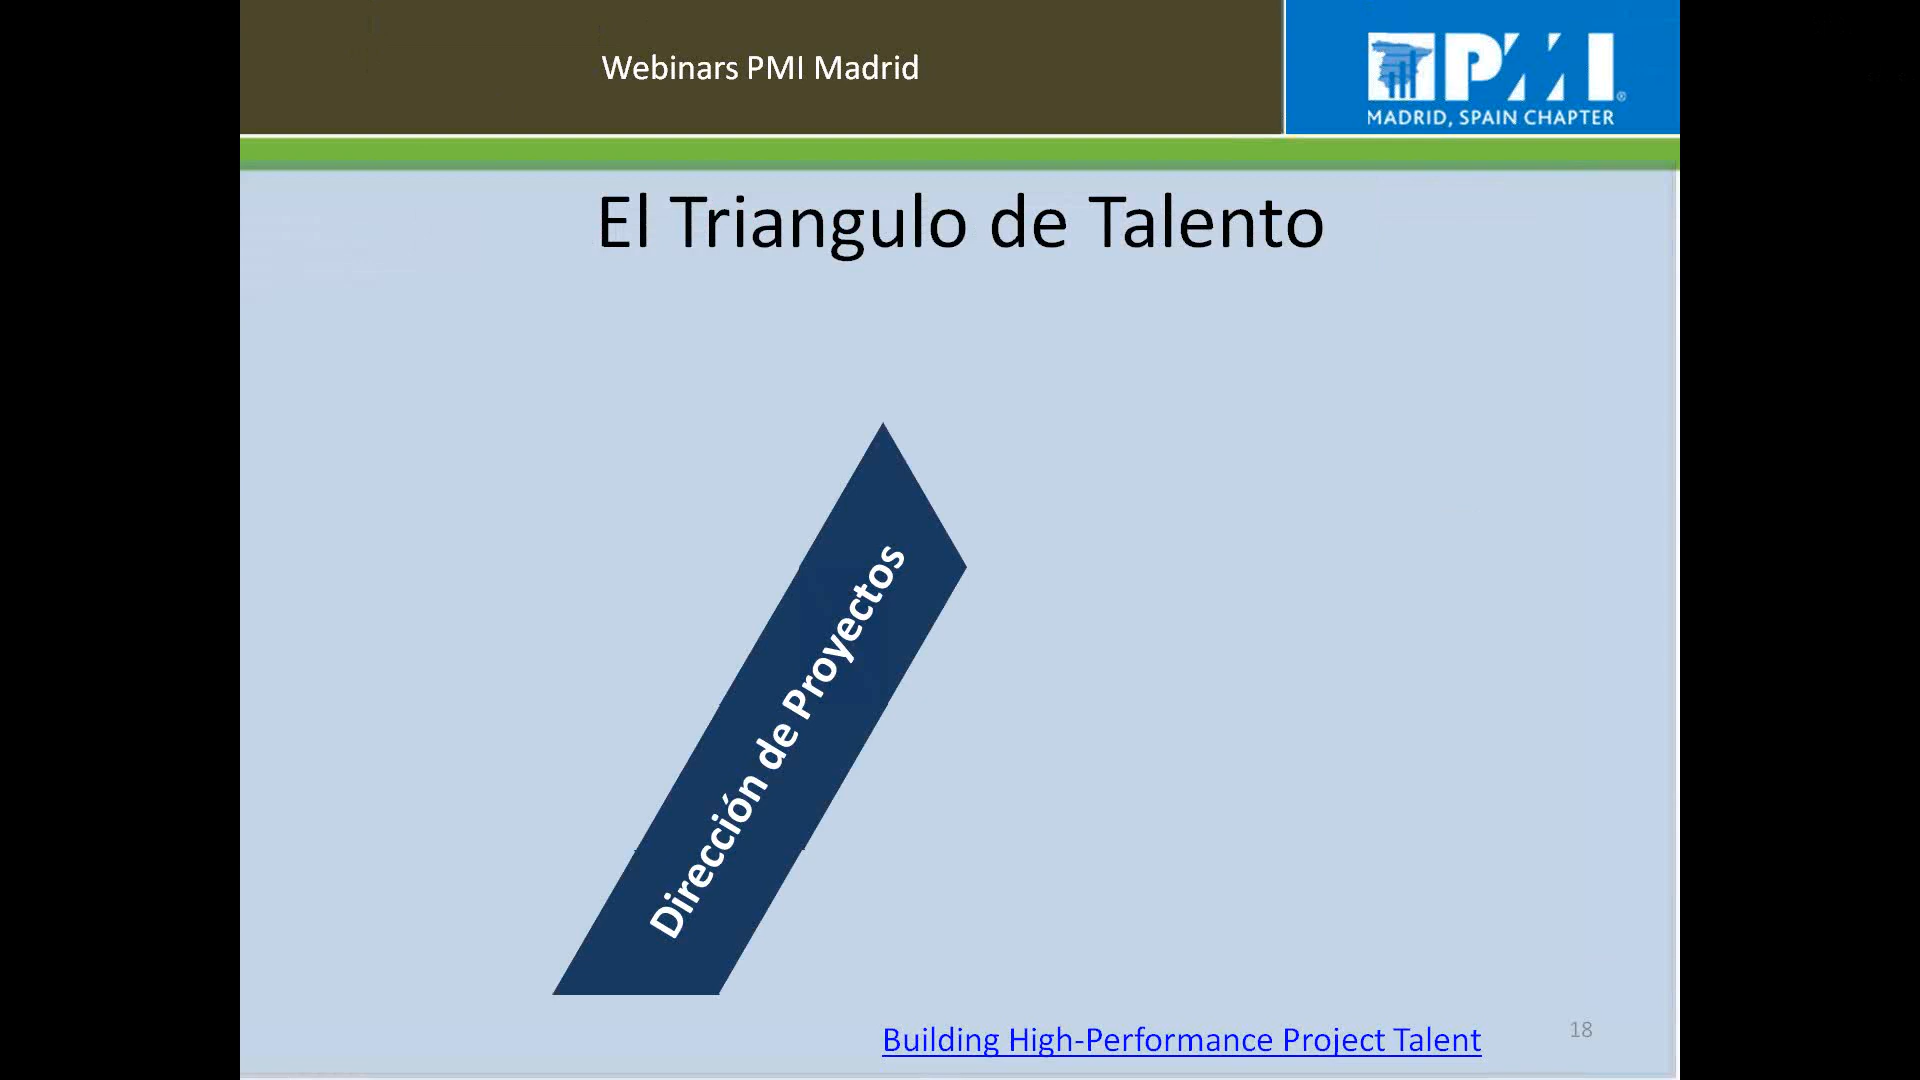 Webinars PMI Madrid
PMI
MADRID, SPAIN CHAPTER
El Triangulo de Talento
Dirección de Proyectos
Building High-Performance Project Talent
18